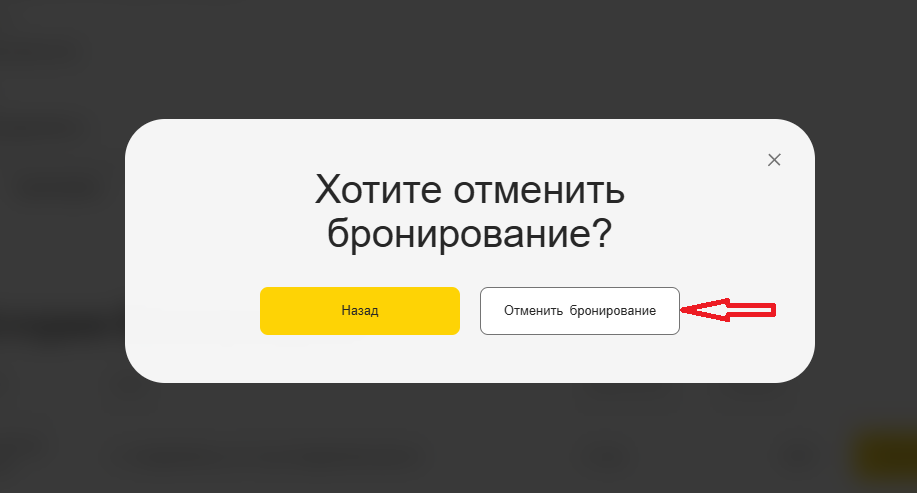 Хотите отменить
бронирование?
Назад
Отменить бронирование